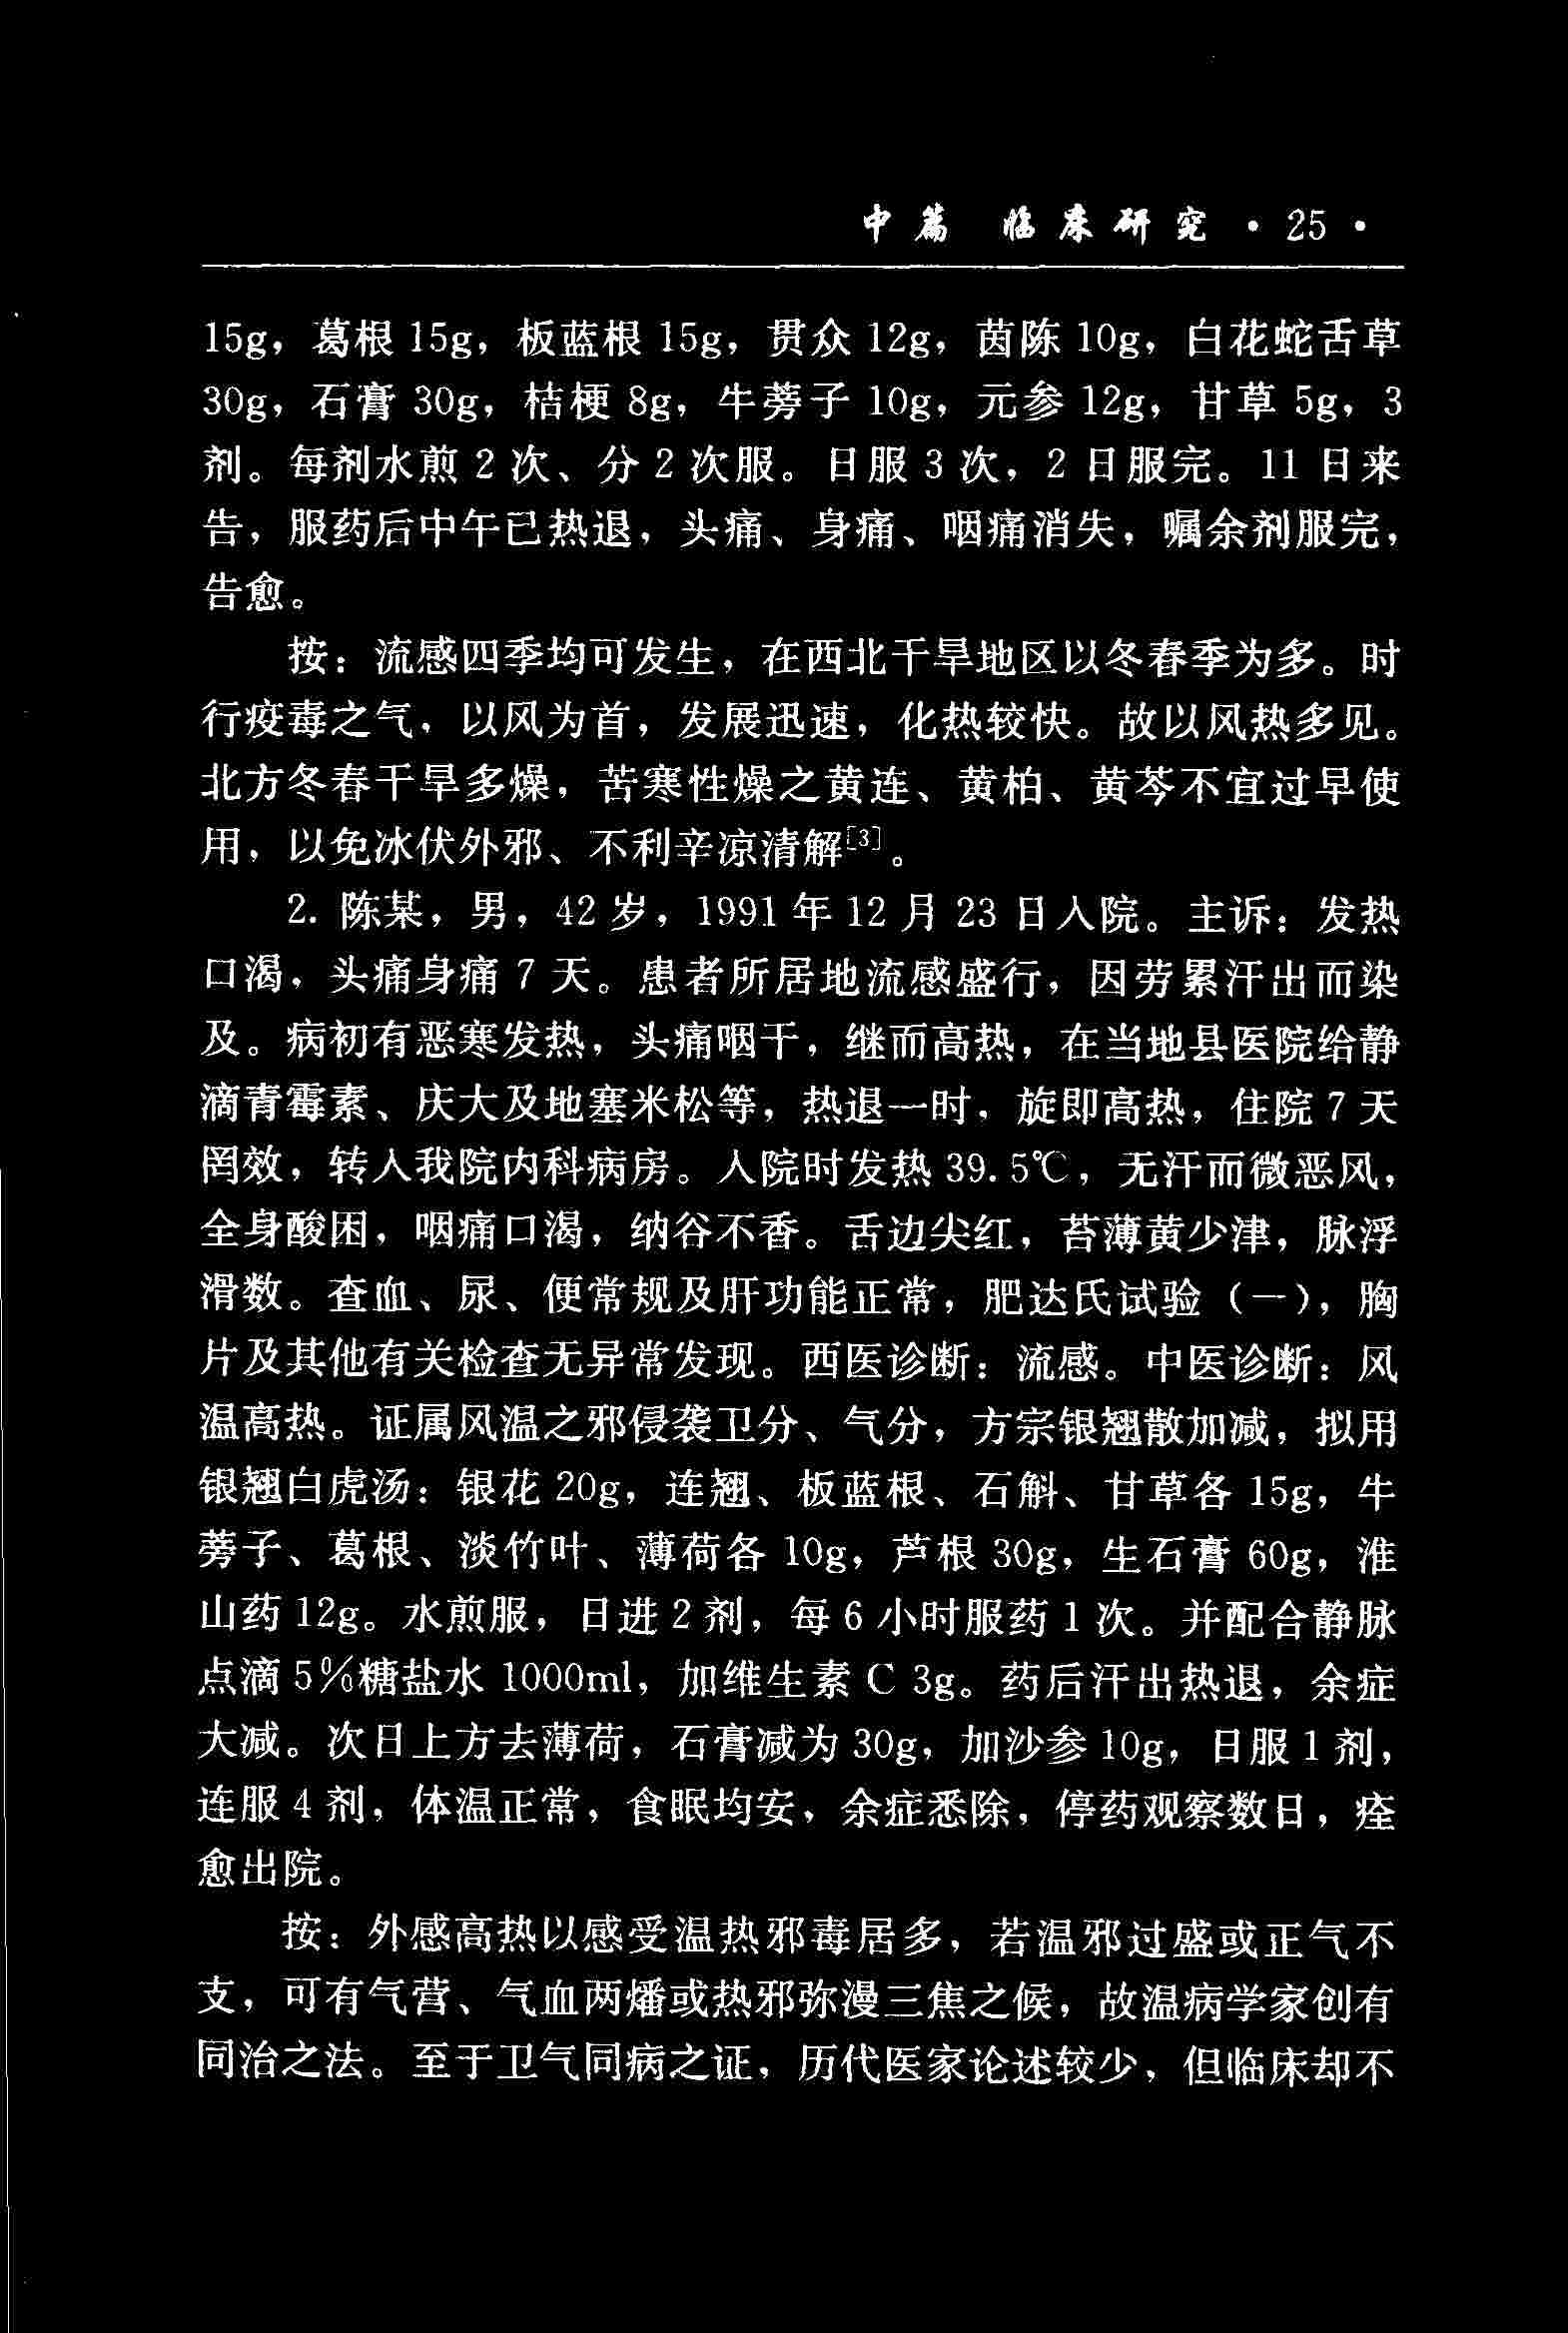 中篇 临床研究 · 25 ·
15g，葛根 15g，板蓝根 15g，贯众 12g，茵陈 10g，白花蛇舌草
30g，石膏 30g，桔梗 8g，牛蒡子 10g，元参 12g，甘草 5g，3
剂。每剂水煎 2 次、分 2 次服。日服 3 次，2 日服完。11 日来
告，服药后中午已热退，头痛、身痛、咽痛消失，嘱余剂服完，
告愈。
按：流感四季均可发生，在西北干旱地区以冬春季为多。时
行疫毒之气，以风为首，发展迅速，化热较快。故以风热多见。
北方冬春干旱多燥，苦寒性燥之黄连、黄柏、黄芩不宜过早使
用，以免冰伏外邪、不利辛凉清解[3]。
2. 陈某，男，42 岁，1991 年 12 月 23 日入院。主诉：发热
口渴，头痛身痛 7 天。患者所居地流感盛行，因劳累汗出而染
及。病初有恶寒发热，头痛咽干，继而高热，在当地县医院给静
滴青霉素、庆大及地塞米松等，热退一时，旋即高热，住院 7 天
罔效，转入我院内科病房。入院时发热 39.5℃，无汗而微恶风，
全身酸困，咽痛口渴，纳谷不香。舌边尖红，苔薄黄少津，脉浮
滑数。查血、尿、便常规及肝功能正常，肥达氏试验（一），胸
片及其他有关检查无异常发现。西医诊断：流感。中医诊断：风
温高热。证属风温之邪侵袭卫分、气分，方宗银翘散加减，拟用
银翘白虎汤：银花 20g，连翘、板蓝根、石斛、甘草各 15g，牛
蒡子、葛根、淡竹叶、薄荷各 10g，芦根 30g，生石膏 60g，淮
山药 12g。水煎服，日进 2 剂，每 6 小时服药 1 次。并配合静脉
点滴 5%糖盐水 1000ml，加维生素 C 3g。药后汗出热退，余症
大减。次日上方去薄荷，石膏减为 30g，加沙参 10g，日服 1 剂，
连服 4 剂，体温正常，食眠均安，余症悉除，停药观察数日，痊
愈出院。
按：外感高热以感受温热邪毒居多，若温邪过盛或正气不
支，可有气营、气血两燔或热邪弥漫三焦之候，故温病学家创有
同治之法。至于卫气同病之证，历代医家论述较少，但临床却不